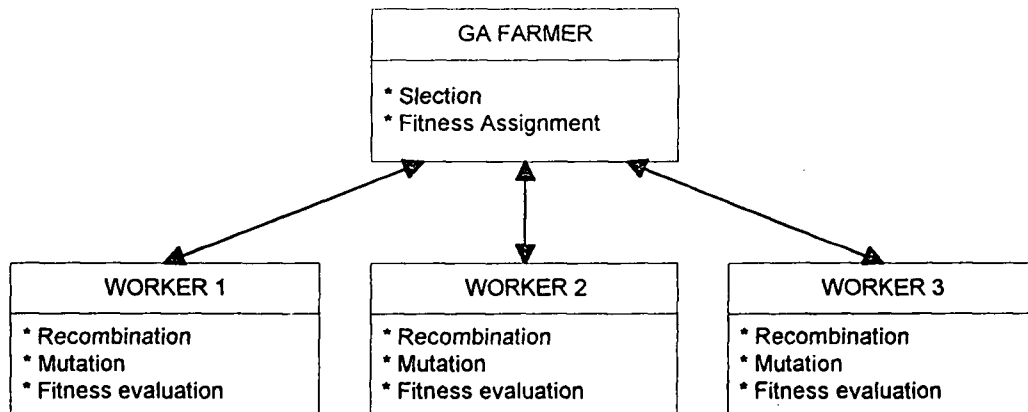 GA FARMER
* Slection
* Fitness Assignment
WORKER 1
* Recombination
* Mutation
* Fitness evaluation
WORKER 2
* Recombination
* Mutation
* Fitness evaluation
WORKER 3
* Recombination
* Mutation
* Fitness evaluation